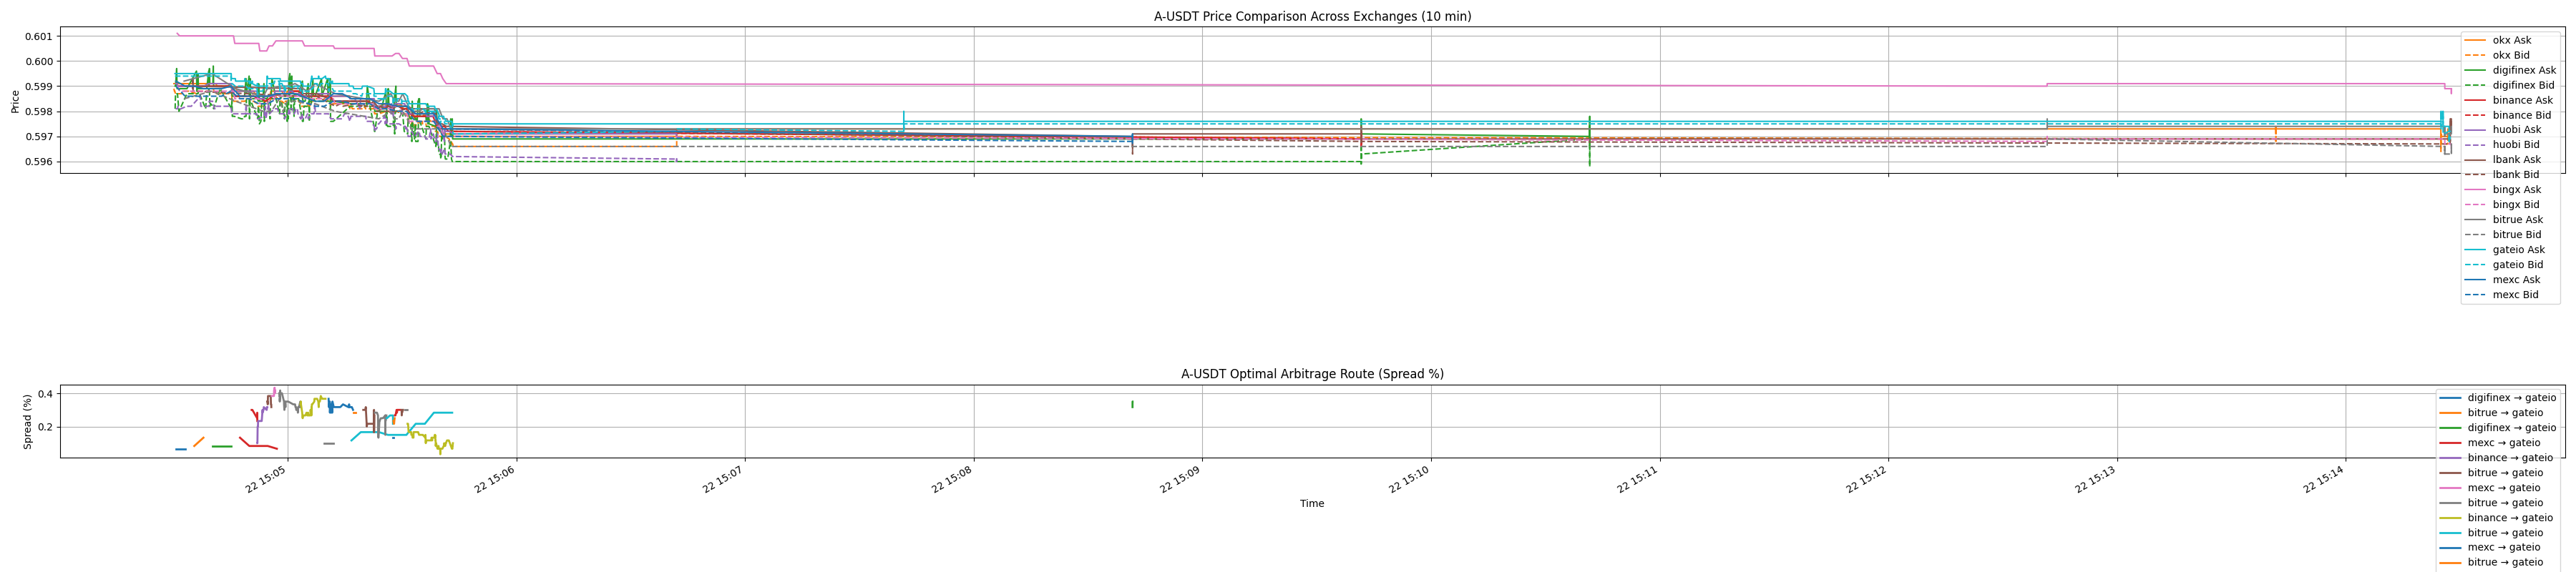 A-USDT Price Comparison Across Exchanges (10 min)
Price
0.601
0.600
0.599
0.598
0.597
0.596
okx Ask
okx Bid
digifinex Ask
digifinex Bid
binance Ask
binance Bid
huobi Ask
huobi Bid
lbank Ask
lbank Bid
bingx Ask
bingx Bid
bitrue Ask
bitrue Bid
gateio Ask
gateio Bid
mexc Ask
mexc Bid
A-USDT Optimal Arbitrage Route (Spread %)
Spread (%)
0.4
0.2
digifinex → gateio
bitrue → gateio
digifinex → gateio
mexc → gateio
binance → gateio
bitrue → gateio
mexc → gateio
bitrue → gateio
binance → gateio
bitrue → gateio
mexc → gateio
bitrue → gateio
22 15:05
22 15:06
22 15:07
22 15:08
22 15:09
22 15:10
22 15:11
22 15:12
22 15:13
22 15:14
Time